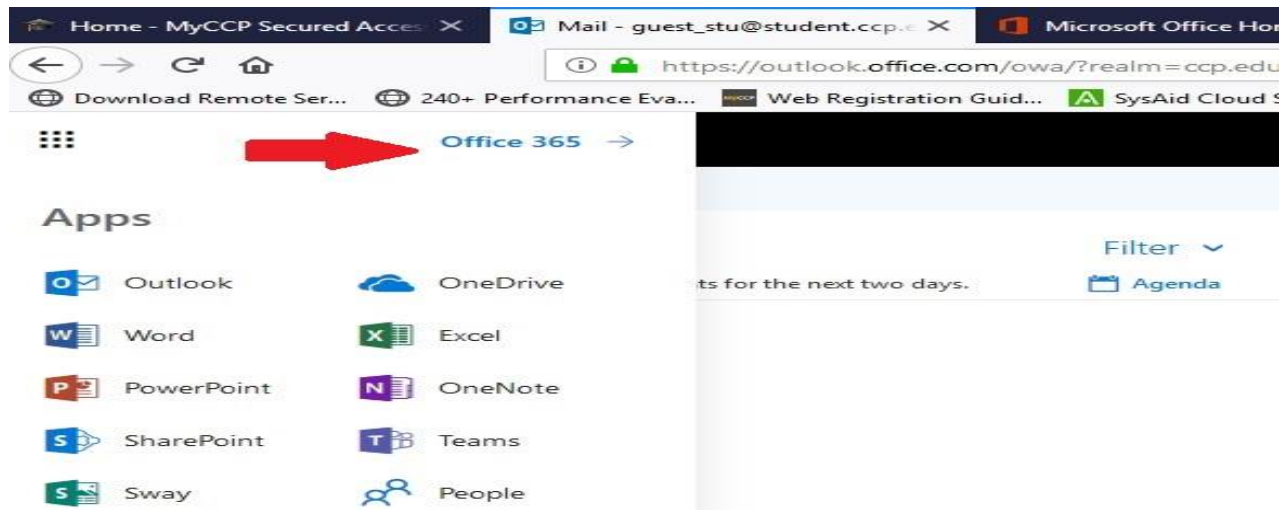 Home - MyCCP Secured Acces
Mail - guest_stu@student.ccp.e
Microsoft Office Hor
https://outlook.office.com/owa/?realm=ccp.edu
Download Remote Ser...
240+ Performance Eva...
Web Registration Guid...
SysAid Cloud S
Office 365
Apps
Filter
Outlook
OneDrive
ts for the next two days.
Agenda
Word
Excel
PowerPoint
OneNote
SharePoint
Teams
Sway
People